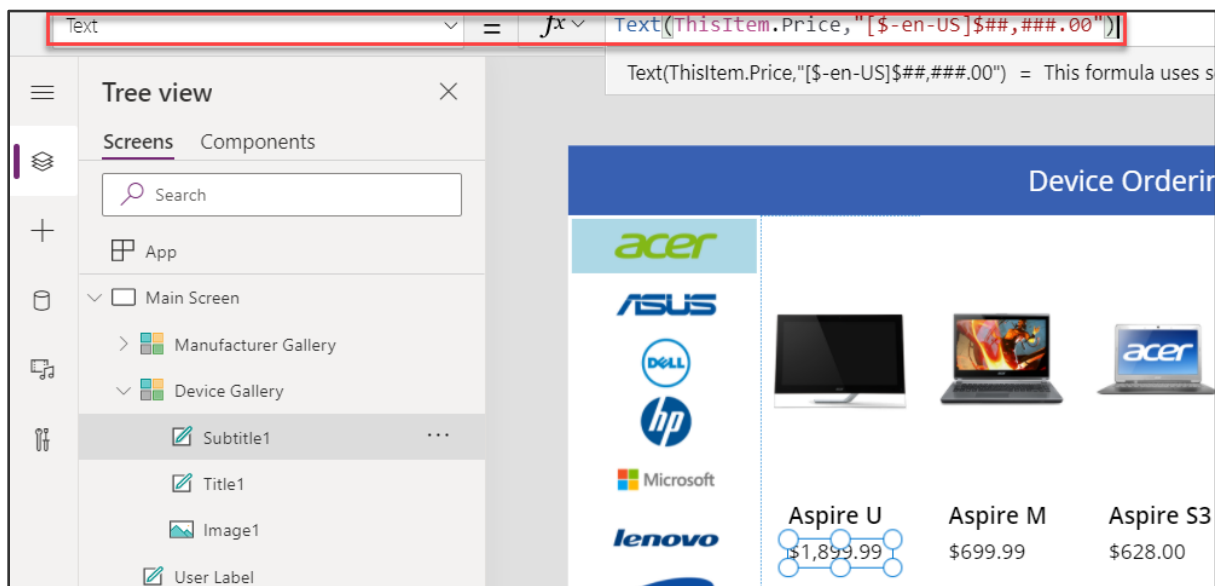 Text = fx Text(ThisItem.Price,"[$-en-US]$##,###.00")
Text(ThisItem.Price,"[$-en-US]$##,###.00") = This formula uses s
Tree view
Screens Components
Search
App
Main Screen
Manufacturer Gallery
Device Gallery
Subtitle1
Title1
Image1
User Label
Device Orderin
acer
ASUS
DELL
hp
Microsoft
lenovo
acer
Aspire U Aspire M Aspire S3
$1,899.99 $699.99 $628.00